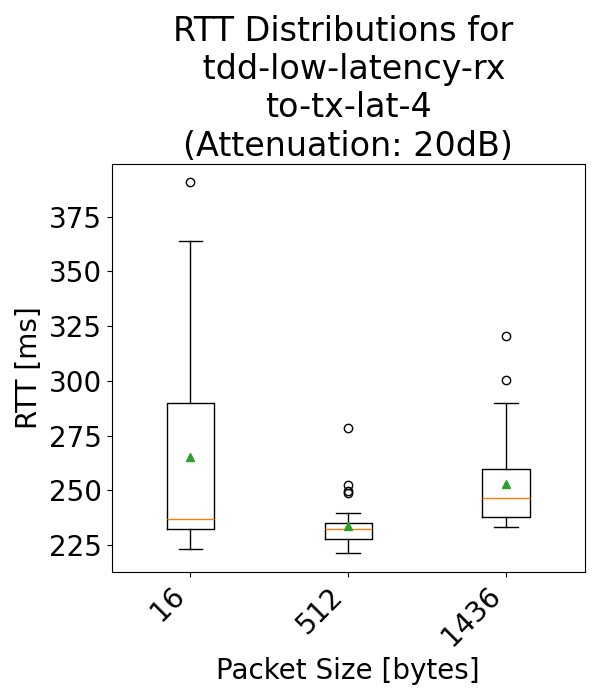 RTT Distributions for
tdd-low-latency-rx
to-tx-lat-4
(Attenuation: 20dB)
375
350
325
300
275
250
225
RTT [ms]
16
512
1436
Packet Size [bytes]